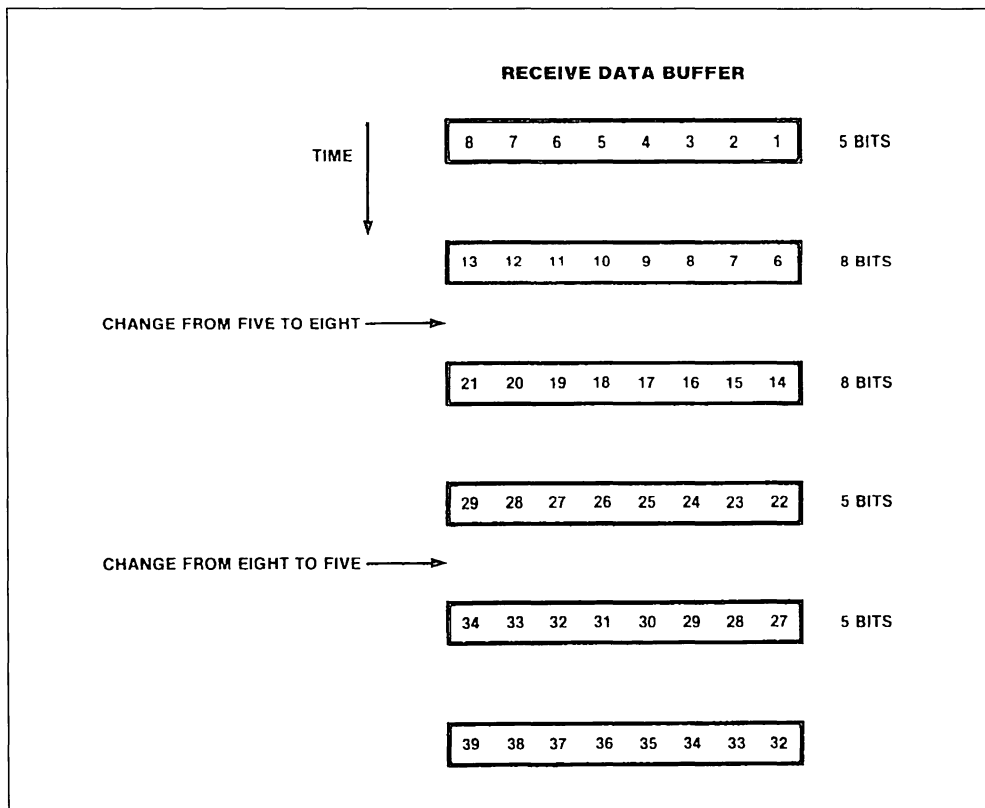 RECEIVE DATA BUFFER
TIME
8 7 6 5 4 3 2 1 5 BITS
13 12 11 10 9 8 7 6 8 BITS
CHANGE FROM FIVE TO EIGHT
21 20 19 18 17 16 15 14 8 BITS
29 28 27 26 25 24 23 22 5 BITS
CHANGE FROM EIGHT TO FIVE
34 33 32 31 30 29 28 27 5 BITS
39 38 37 36 35 34 33 32